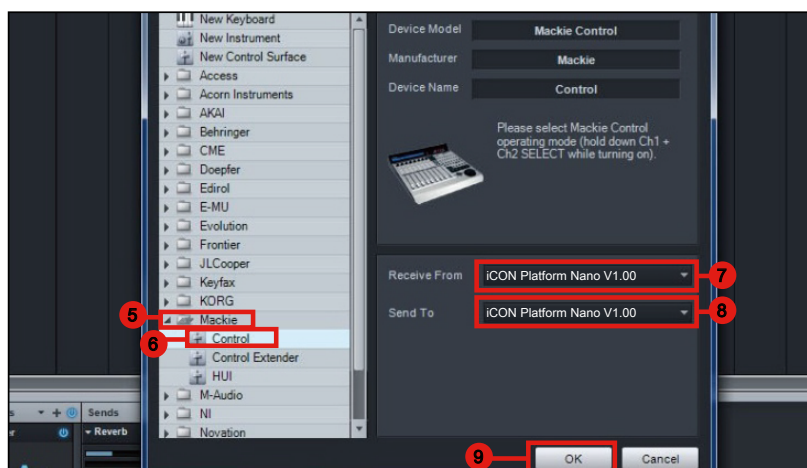 New Keyboard
New Instrument
New Control Surface
Access
Acorn Instruments
AKAI
Behringer
CME
Doepfer
Edirol
E-MU
Evolution
Frontier
JLCooper
Keyfax
KORG
5
Mackie
6
Control
Control Extender
HUI
M-Audio
NI
Novation
Device Model
Mackie Control
Manufacturer
Mackie
Device Name
Control
Please select Mackie Control
operating mode (hold down Ch1 +
Ch2 SELECT while turning on).
Receive From
iCON Platform Nano V1.00
7
Send To
iCON Platform Nano V1.00
8
9
OK
Cancel
Sends
Reverb